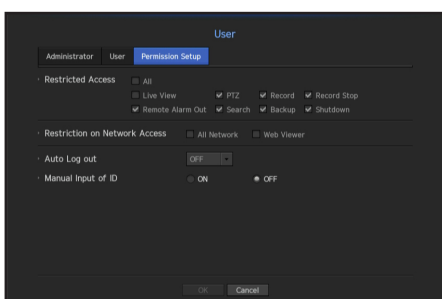 User
Administrator User Permission Setup
· Restricted Access All
Live View PTZ Record Record Stop
Remote Alarm Out Search Backup Shutdown
· Restriction on Network Access All Network Web Viewer
· Auto Log out OFF
· Manual Input of ID ON OFF
OK Cancel